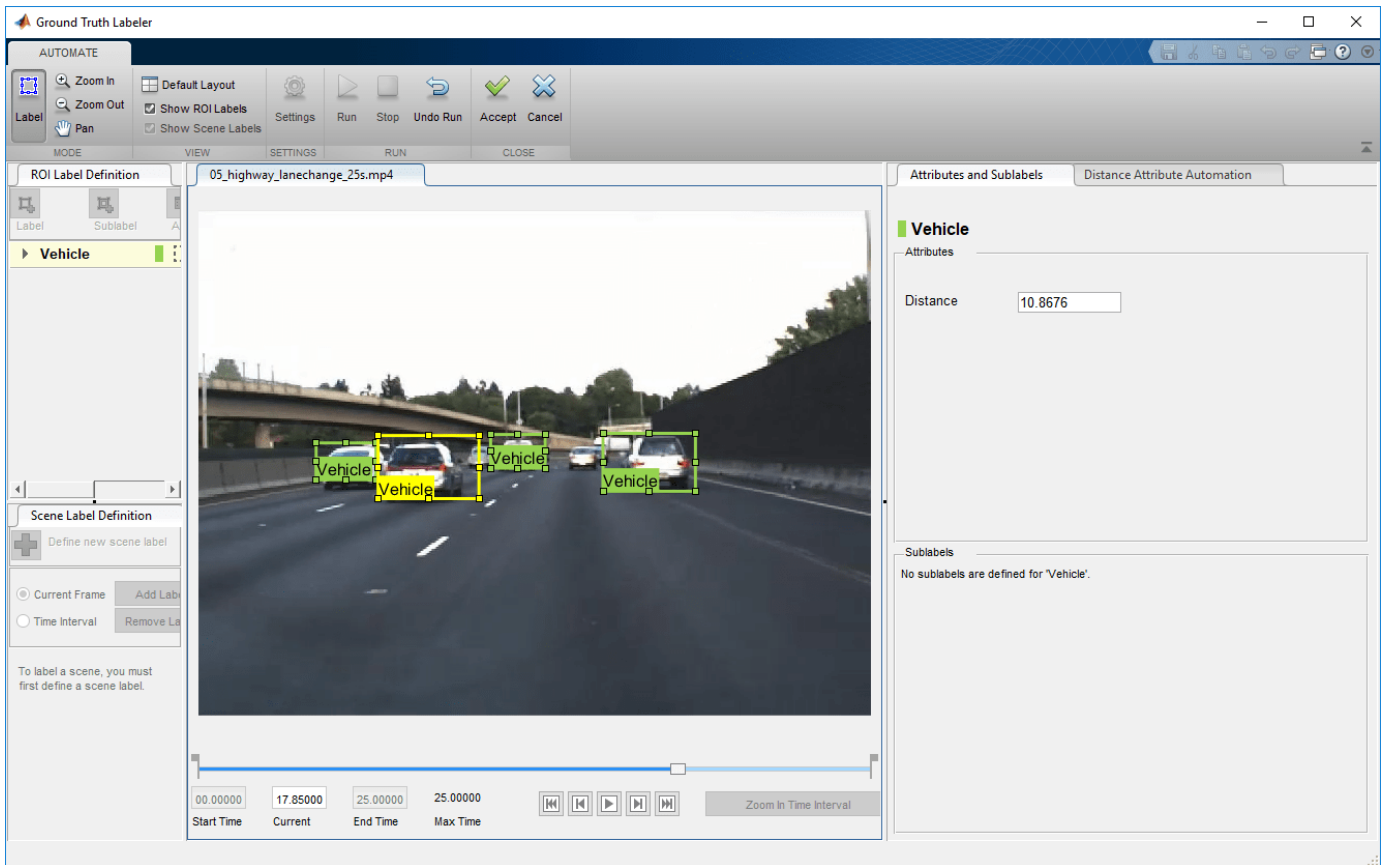 Ground Truth Labeler
AUTOMATE
Label
Zoom In
Zoom Out
Pan
MODE
Default Layout
Show ROI Labels
Show Scene Labels
VIEW
Settings
SETTINGS
Run
Stop
Undo Run
RUN
Accept
Cancel
CLOSE
ROI Label Definition
Label
Sublabel
A
Vehicle
Scene Label Definition
Define new scene label
Current Frame
Add Labe
Time Interval
Remove La
To label a scene, you must
first define a scene label.
05_highway_lanechange_25s.mp4
Vehicle
Vehicle
Vehicle
Vehicle
00.00000
17.85000
25.00000
25.00000
Start Time
Current
End Time
Max Time
Zoom In Time Interval
Attributes and Sublabels
Distance Attribute Automation
Vehicle
Attributes
Distance
10.8676
Sublabels
No sublabels are defined for 'Vehicle'.